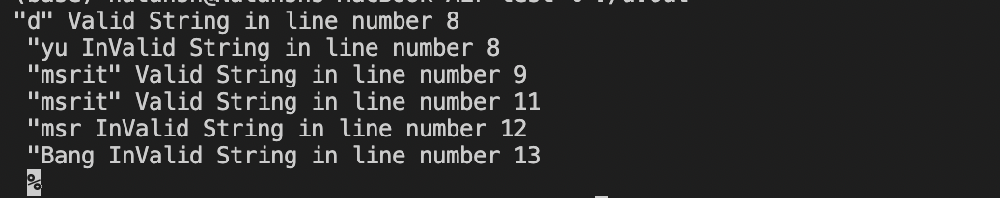 "d" Valid String in line number 8
"yu InValid String in line number 8
"msrit" Valid String in line number 9
"msrit" Valid String in line number 11
"msr InValid String in line number 12
"Bang InValid String in line number 13
%